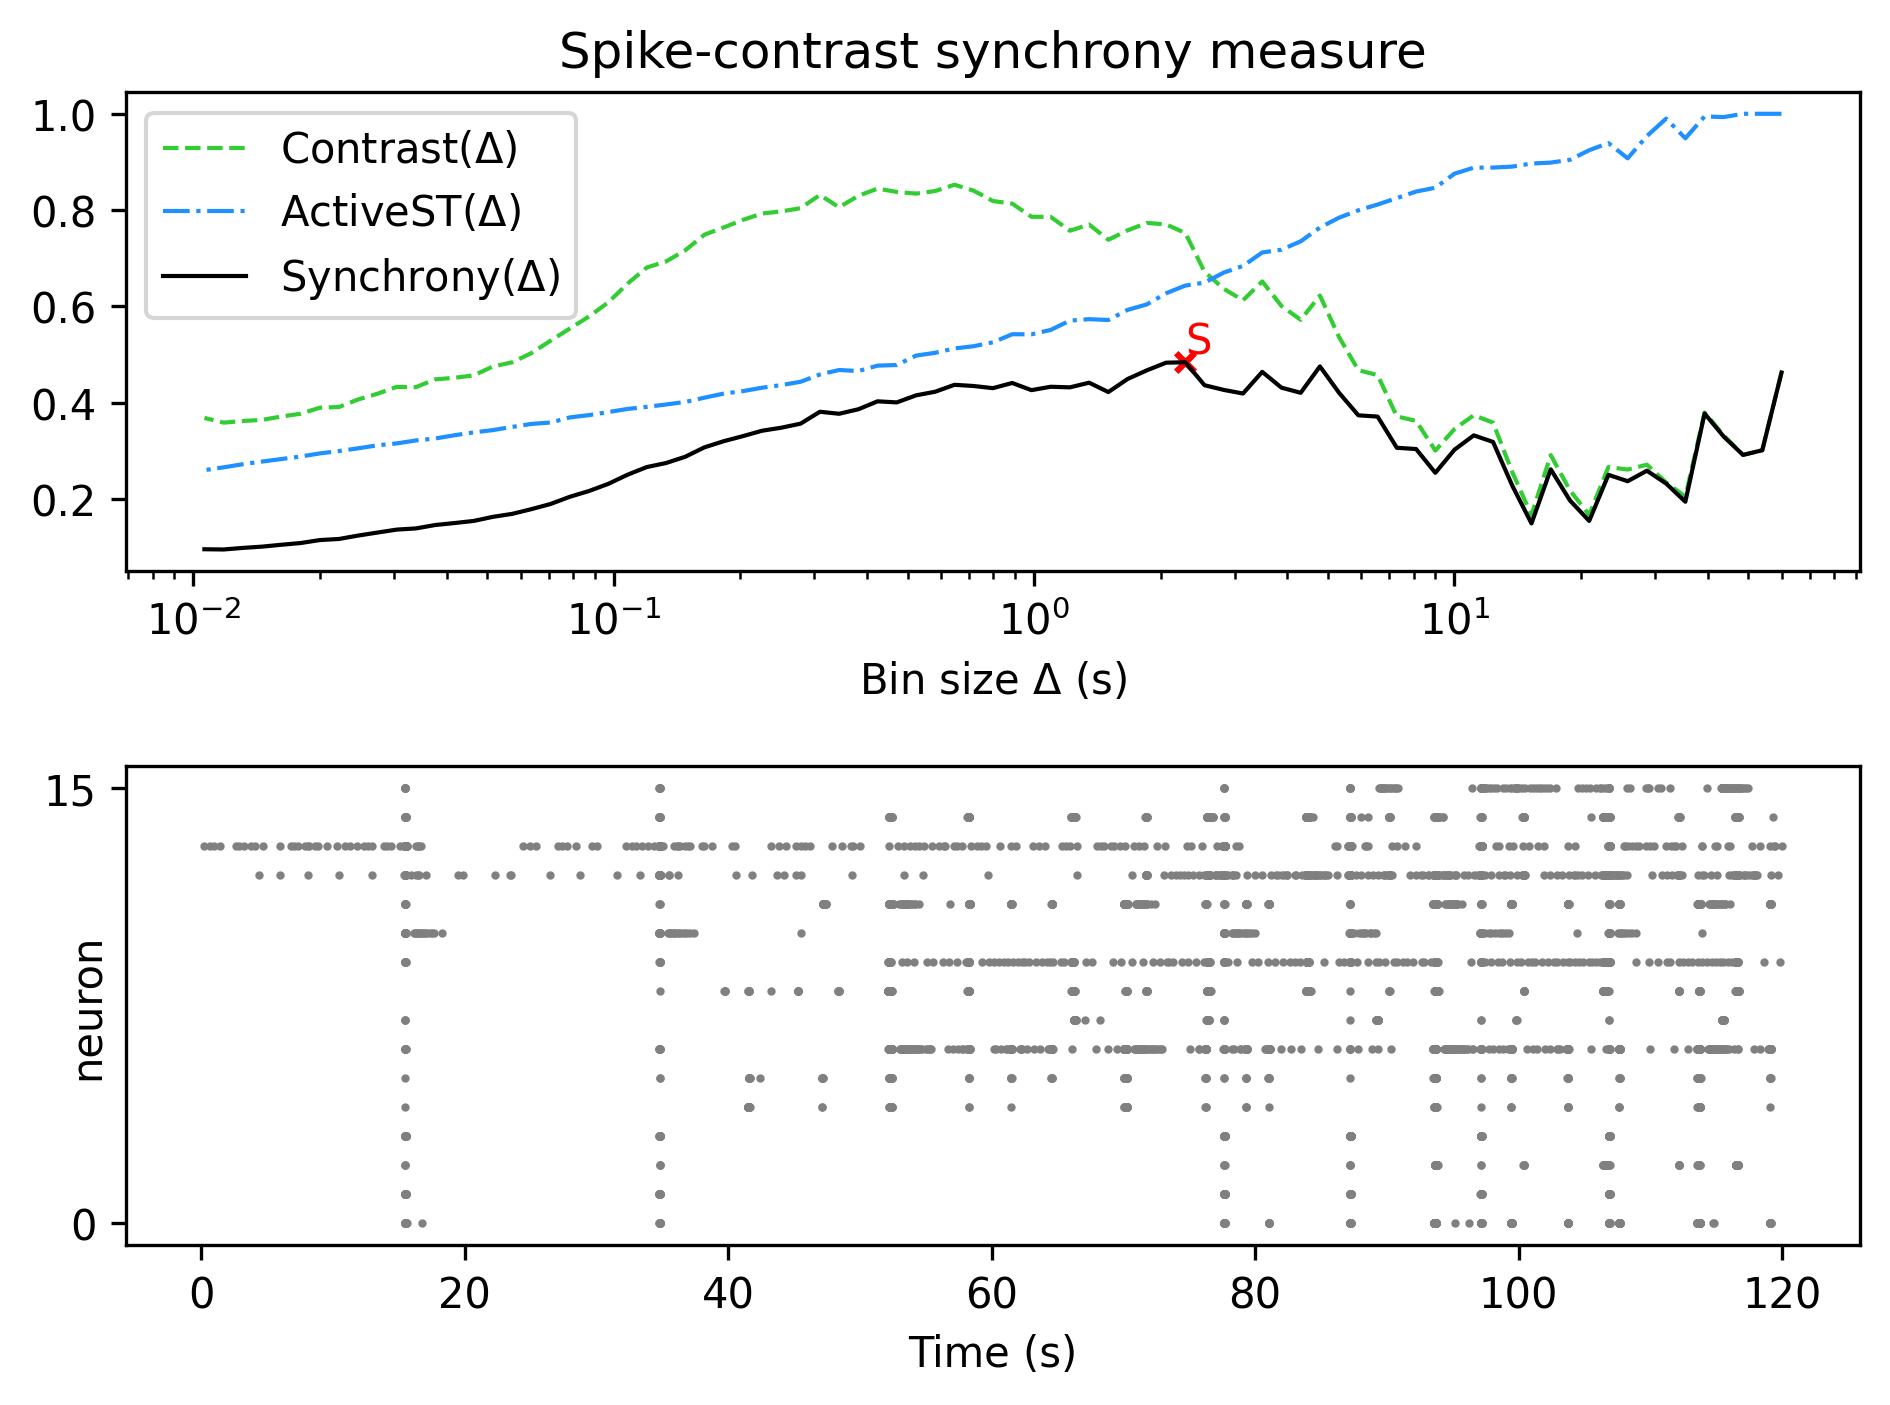 Spike-contrast synchrony measure
1.0
0.8
0.6
0.4
0.2
Contrast(Δ)
ActiveST(Δ)
Synchrony(Δ)
S
10⁻² 10⁻¹ 10⁰ 10¹
Bin size Δ (s)
15
neuron
0
0 20 40 60 80 100 120
Time (s)